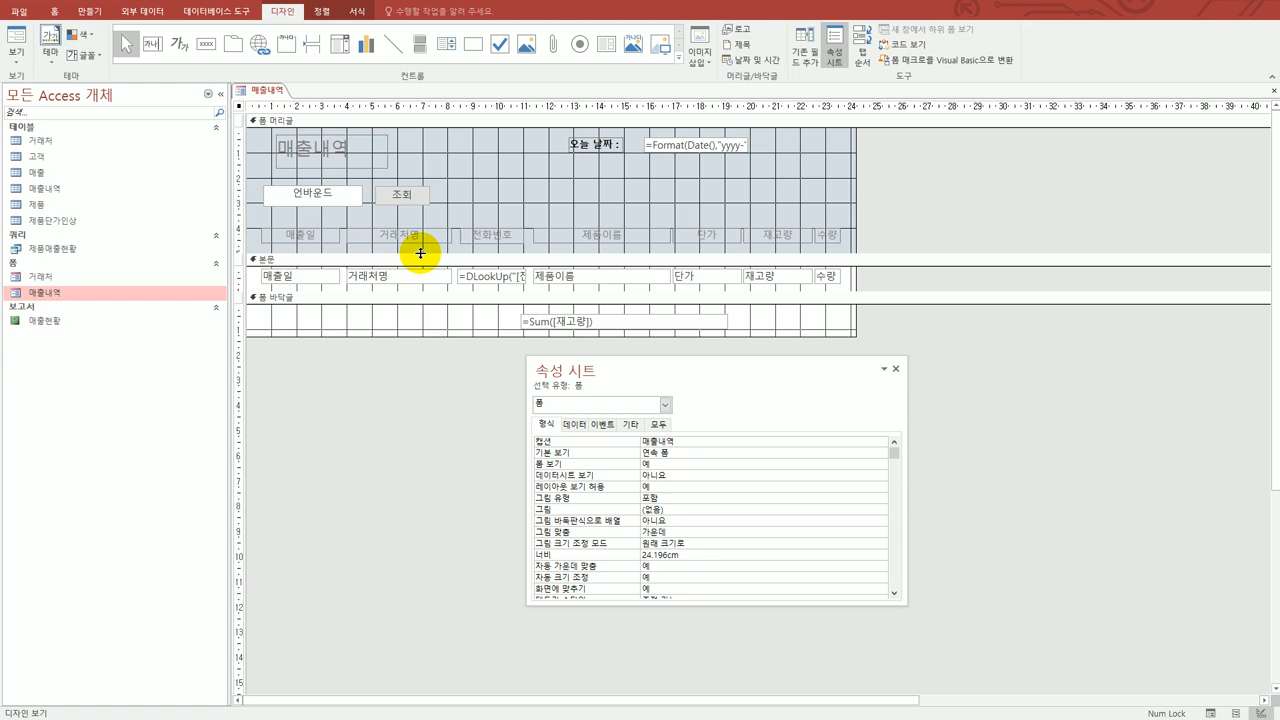 파일 홈 만들기 외부 데이터 데이터베이스 도구 디자인 정렬 서식 수행할 작업을 알려 주세요.
보기
테마
색
글꼴
가나
xxxx
이미지 삽입
로고
제목
날짜 및 시간
기존 필드 추가
속성 시트
탭 순서
새 창에서 하위 폼 보기
코드 보기
폼 매크로를 Visual Basic으로 변환
보기 테마 컨트롤 머리글/바닥글 도구
모든 Access 개체
검색...
테이블
거래처
고객
매출
매출내역
제품
제품단가인상
쿼리
제품매출현황
폼
거래처
매출내역
보고서
매출현황
매출내역
폼 머리글
매출내역
오늘 날짜 : =Format(Date(),"yyyy-
언바운드 조회
매출일 거래처명 전화번호 제품이름 단가 재고량 수량
본문
매출일 거래처명 =DLookUp("[전 제품이름 단가 재고량 수량
폼 바닥글
=Sum([재고량])
속성 시트
선택 유형: 폼
폼
형식 데이터 이벤트 기타 모두
캡션 매출내역
기본 보기 연속 폼
폼 보기 예
데이터시트 보기 아니요
레이아웃 보기 허용 예
그림 유형 포함
그림 (없음)
그림 바둑판식으로 배열 아니요
그림 맞춤 가운데
그림 크기 조정 모드 원래 크기로
너비 24.196cm
자동 가운데 맞춤 예
자동 크기 조정 예
화면에 맞추기 예
디자인 보기
Num Lock